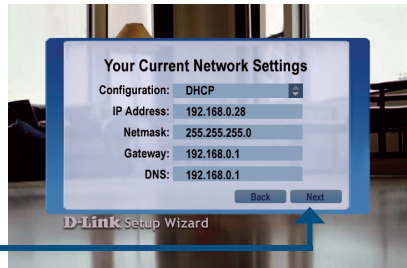 Your Current Network Settings
Configuration: DHCP
IP Address: 192.168.0.28
Netmask: 255.255.255.0
Gateway: 192.168.0.1
DNS: 192.168.0.1
Back Next
D-Link Setup Wizard